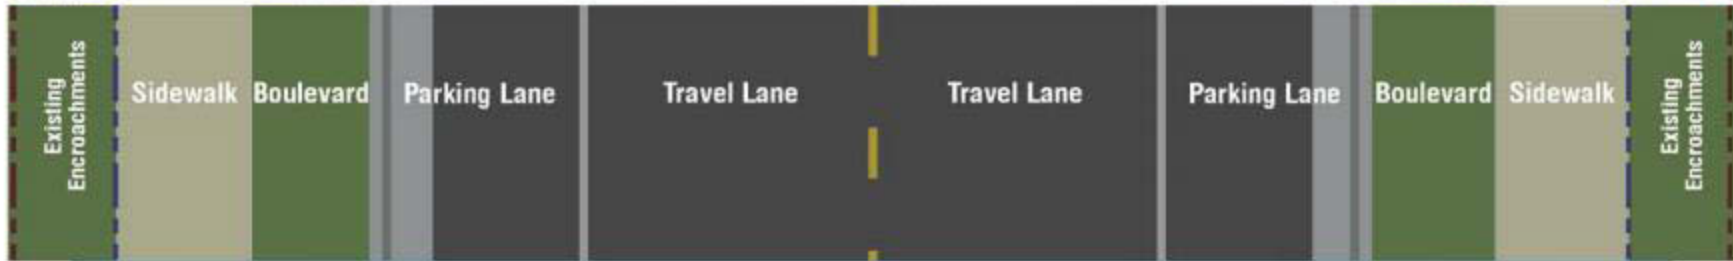 Existing
Encroachments
Sidewalk
Boulevard
Parking Lane
Travel Lane
Travel Lane
Parking Lane
Boulevard
Sidewalk
Existing
Encroachments